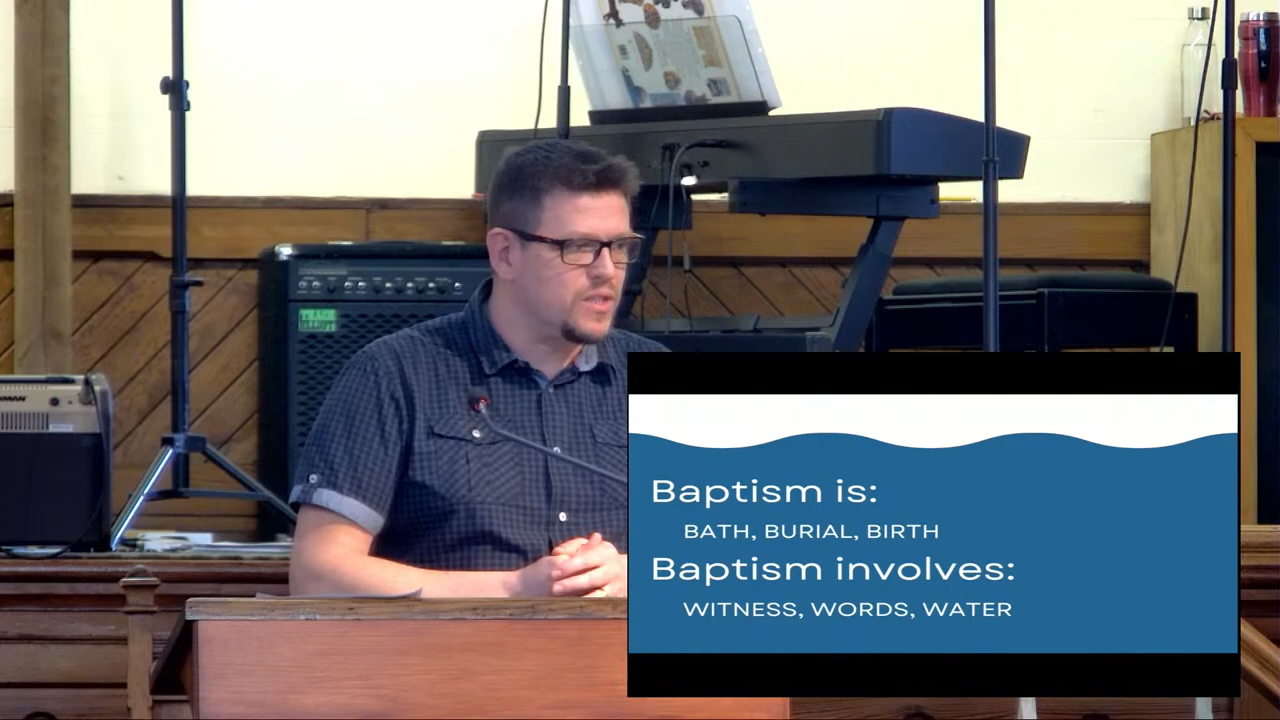 Baptism is:
BATH, BURIAL, BIRTH
Baptism involves:
WITNESS, WORDS, WATER